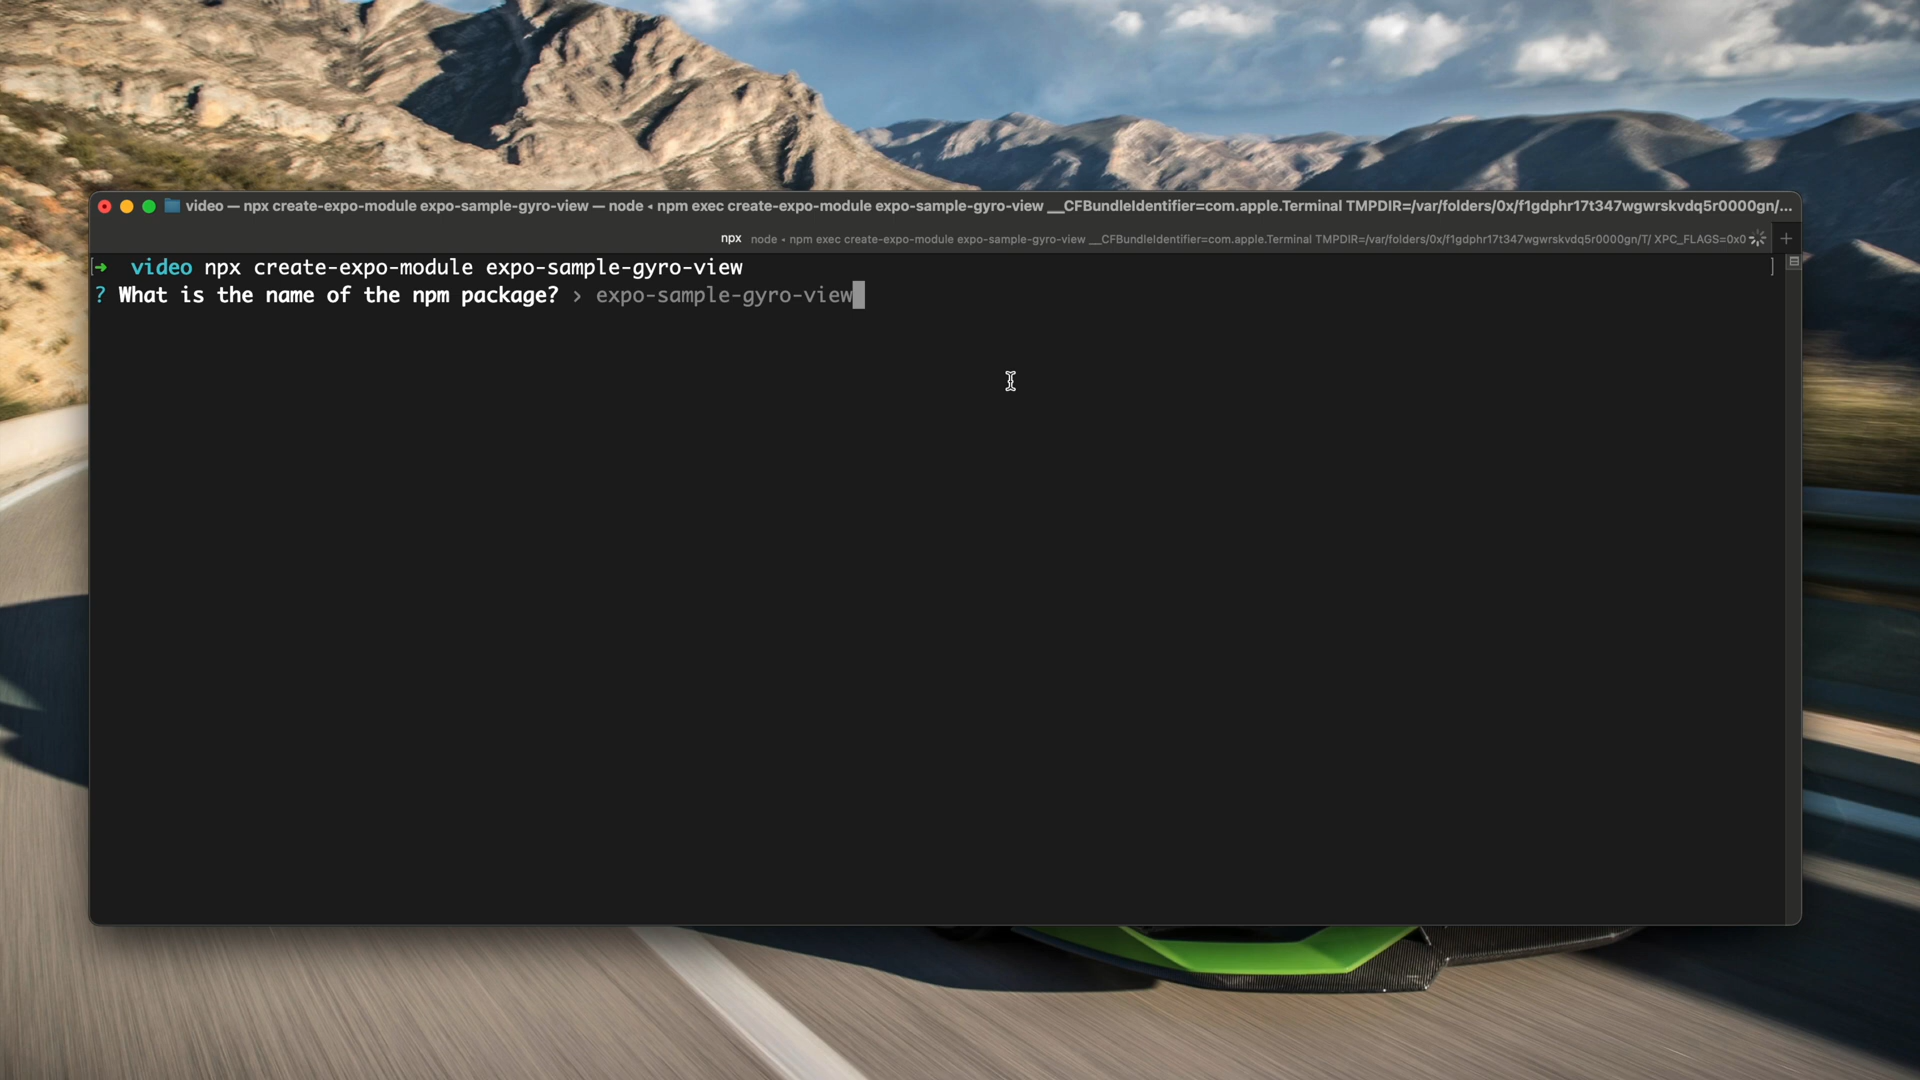 video — npx create-expo-module expo-sample-gyro-view — node ◂ npm exec create-expo-module expo-sample-gyro-view __CFBundleIdentifier=com.apple.Terminal TMPDIR=/var/folders/0x/f1gdphr17t347wgwrskvdq5r0000gn/...
npx node ◂ npm exec create-expo-module expo-sample-gyro-view __CFBundleIdentifier=com.apple.Terminal TMPDIR=/var/folders/0x/f1gdphr17t347wgwrskvdq5r0000gn/T/ XPC_FLAGS=0x0
[➜ video npx create-expo-module expo-sample-gyro-view ]
? What is the name of the npm package? › expo-sample-gyro-view